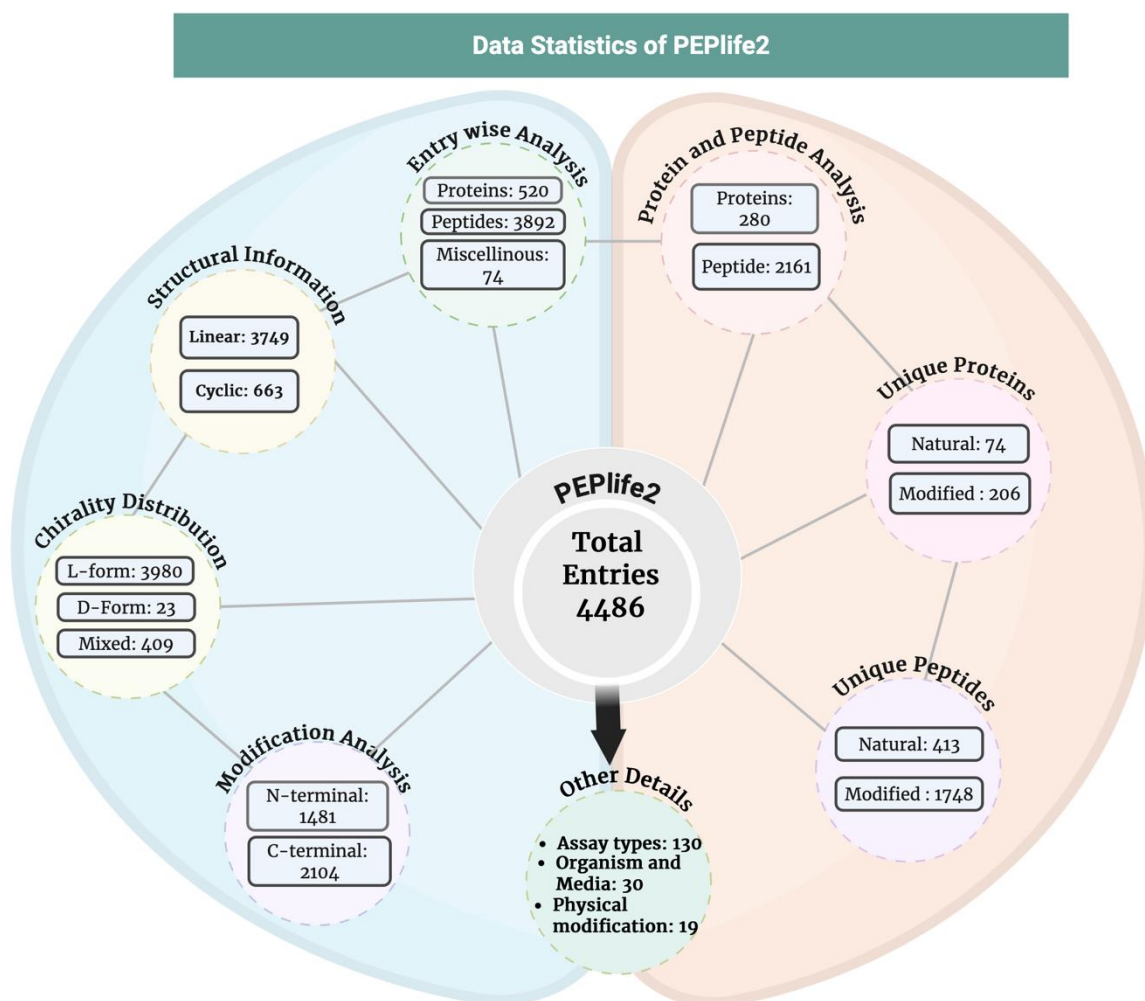 Data Statistics of PEPlife2
Entry wise Analysis
Proteins: 520
Peptides: 3892
Miscellinous:
74
Protein and Peptide Analysis
Proteins:
280
Peptide: 2161
Structural Information
Linear: 3749
Cyclic: 663
Unique Proteins
Natural: 74
Modified : 206
Chirality Distribution
L-form: 3980
D-Form: 23
Mixed: 409
PEPlife2
Total
Entries
4486
Unique Peptides
Natural: 413
Modified : 1748
Modification Analysis
N-terminal:
1481
C-terminal:
2104
Other Details
• Assay types: 130
• Organism and
Media: 30
• Physical
modification: 19